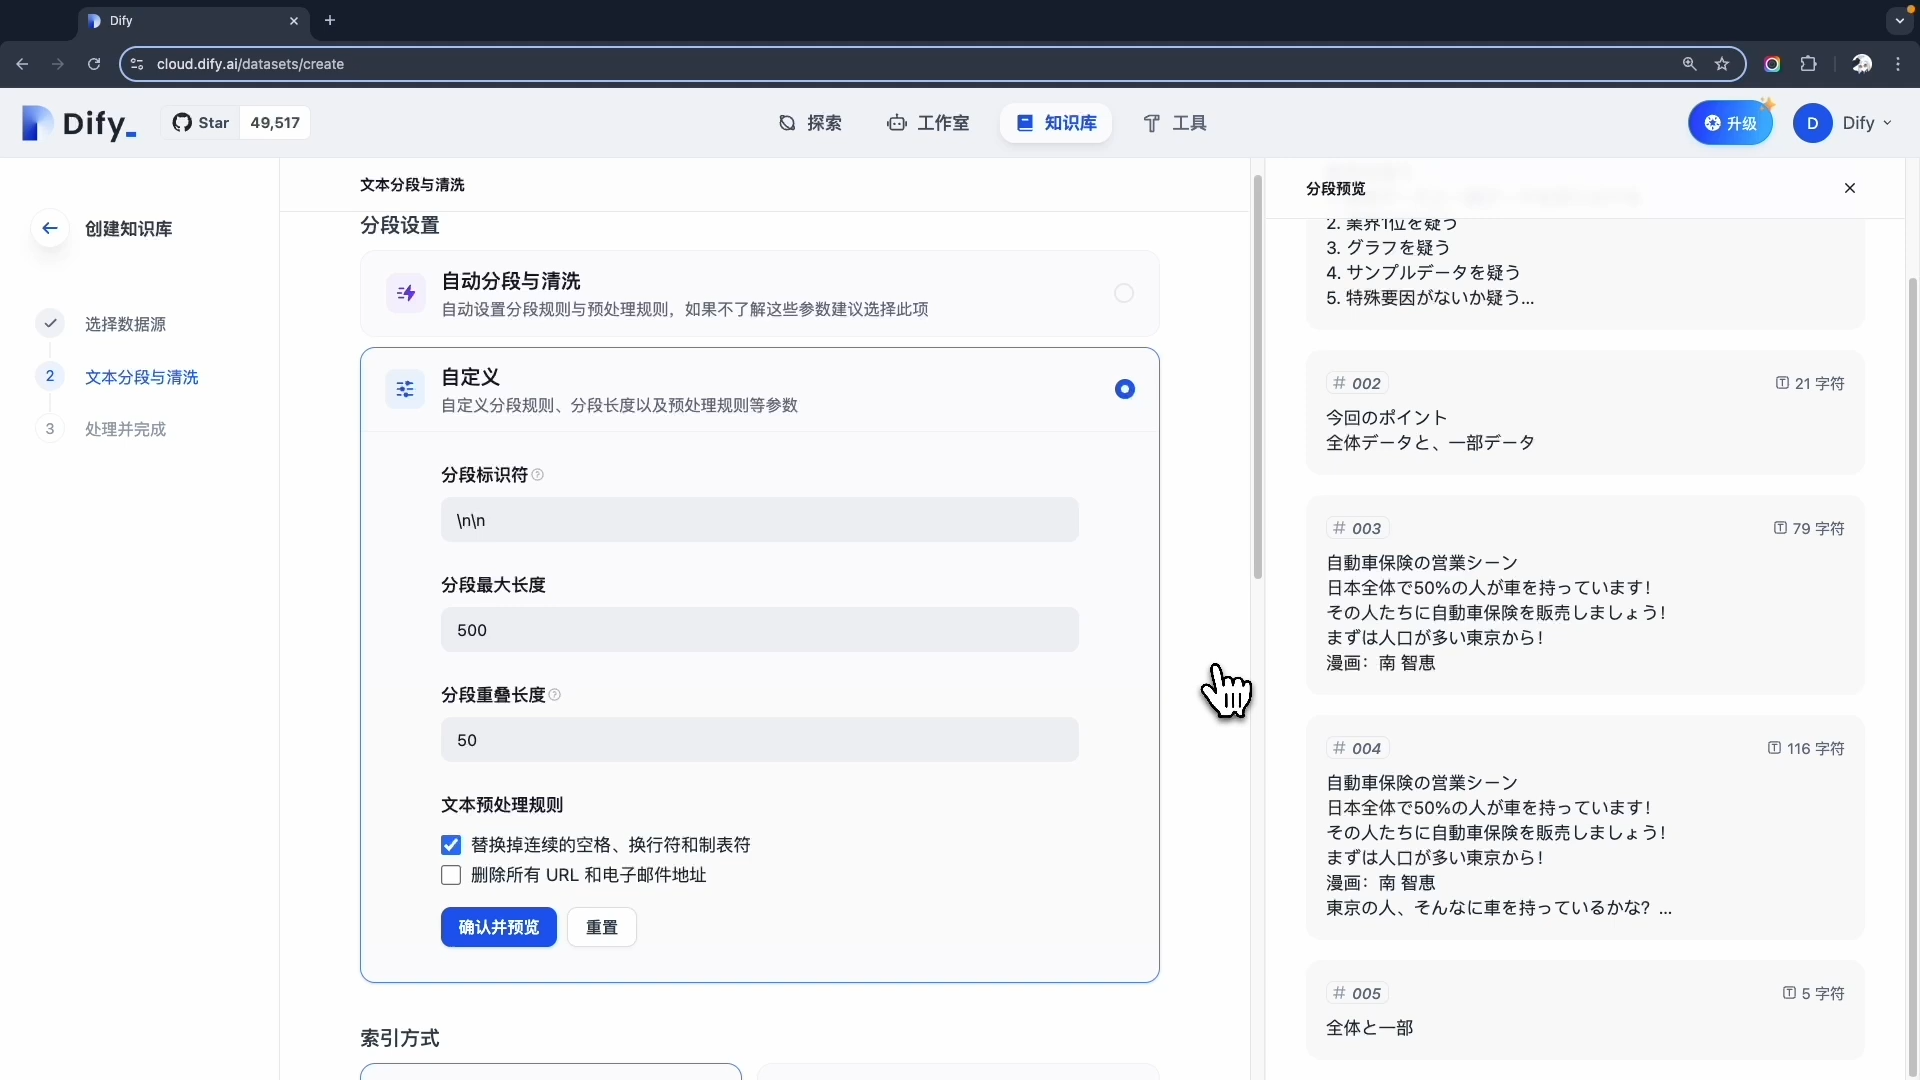 Dify
cloud.dify.ai/datasets/create
Dify_
Star 49,517
探索
工作室
知识库
工具
升级
D
Dify
创建知识库
选择数据源
2 文本分段与清洗
3 处理并完成
文本分段与清洗
分段设置
自动分段与清洗
自动设置分段规则与预处理规则，如果不了解这些参数建议选择此项
自定义
自定义分段规则、分段长度以及预处理规则等参数
分段标识符
\n\n
分段最大长度
500
分段重叠长度
50
文本预处理规则
替换掉连续的空格、换行符和制表符
删除所有 URL 和电子邮件地址
确认并预览
重置
索引方式
分段预览
2. 業界1位を疑う
3. グラフを疑う
4. サンプルデータを疑う
5. 特殊要因がないか疑う...
# 002
21 字符
今回のポイント
全体データと、一部データ
# 003
79 字符
自動車保険の営業シーン
日本全体で50%の人が車を持っています！
その人たちに自動車保険を販売しましょう！
まずは人口が多い東京から！
漫画：南 智恵
# 004
116 字符
自動車保険の営業シーン
日本全体で50%の人が車を持っています！
その人たちに自動車保険を販売しましょう！
まずは人口が多い東京から！
漫画：南 智恵
東京の人、そんなに車を持っているかな？ ...
# 005
5 字符
全体と一部